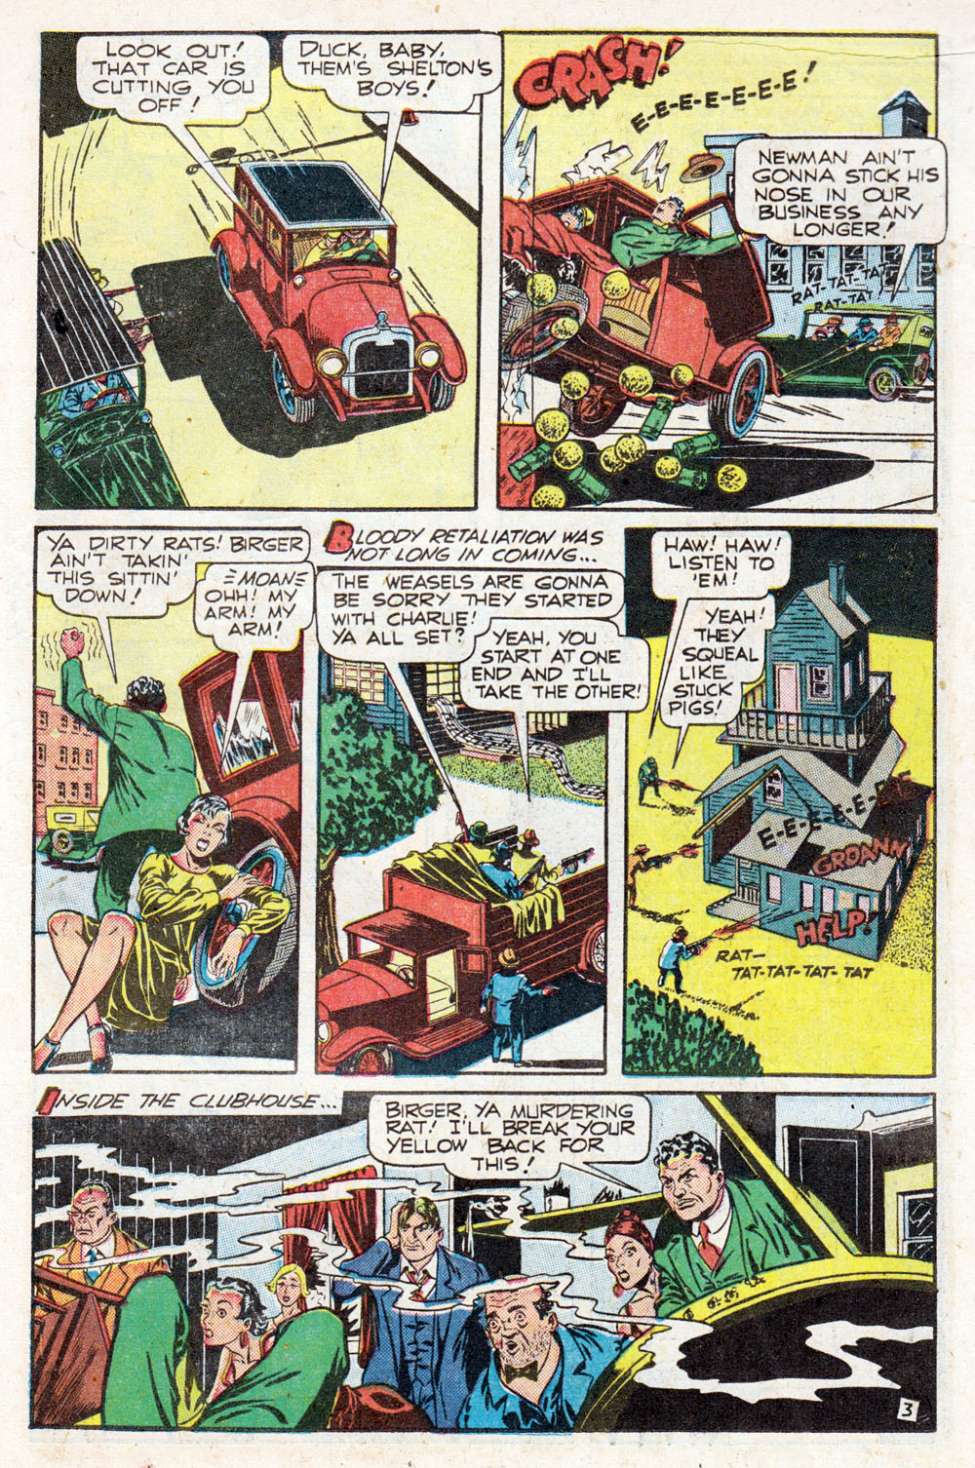 LOOK OUT!
THAT CAR IS
CUTTING YOU
OFF!
DUCK, BABY,
THEM'S SHELTON'S
BOYS!
CRASH!
E-E-E-E-E-E-E!
NEWMAN AIN'T
GONNA STICK HIS
NOSE IN OUR
BUSINESS ANY
LONGER!
RAT-TAT-TAT
RAT-TAT
YA DIRTY RATS! BIRGER
AIN'T TAKIN'
THIS SITTIN'
DOWN!
MOAN
OHH! MY
ARM! MY
ARM!
BLOODY RETALIATION WAS
NOT LONG IN COMING...
THE WEASELS ARE GONNA
BE SORRY THEY STARTED
WITH CHARLIE!
YA ALL SET?
YEAH, YOU
START AT ONE
END AND I'LL
TAKE THE OTHER!
HAW! HAW!
LISTEN TO
'EM!
YEAH!
THEY
SQUEAL
LIKE
STUCK
PIGS!
E-E-E-E-E-E
GROANN
HELP!
RAT-
TAT-TAT-TAT-TAT
INSIDE THE CLUBHOUSE...
BIRGER, YA MURDERING
RAT! I'LL BREAK YOUR
YELLOW BACK FOR
THIS!
3